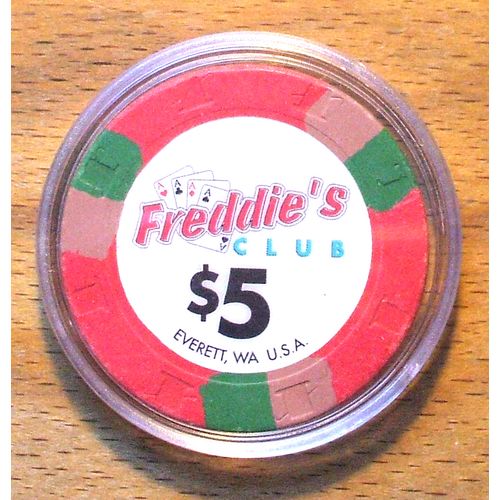 Freddie's
CLUB
$5
EVERETT, WA U.S.A.